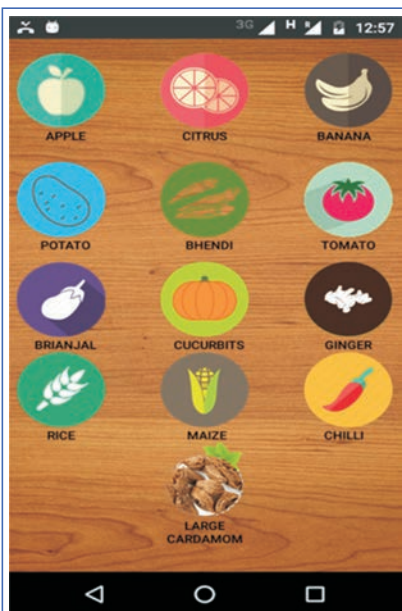 3G H R 12:57
APPLE CITRUS BANANA
POTATO BHENDI TOMATO
BRIANJAL CUCURBITS GINGER
RICE MAIZE CHILLI
LARGE
CARDAMOM